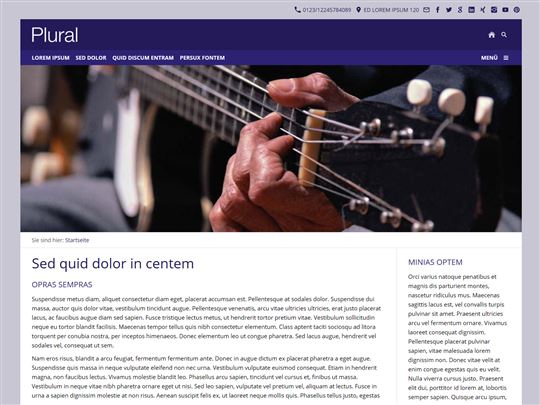 0123/12245784089 ED LOREM IPSUM 120
Plural
LOREM IPSUM SED DOLOR QUID DISCUM ENTRAM PERSUX FONTEM MENÜ
Sie sind hier: Startseite
Sed quid dolor in centem
OPRAS SEMPRAS
Suspendisse metus diam, aliquet consectetur diam eget, placerat accumsan est. Pellentesque at sodales dolor. Suspendisse dui
massa, auctor quis dolor vitae, vestibulum tincidunt augue. Pellentesque venenatis, arcu vitae ultricies ultricies, erat justo placerat
lacus, ac faucibus augue diam sed sapien. Fusce tristique lectus metus, ut hendrerit tortor pretium vitae. Vestibulum sollicitudin
neque eu tortor blandit facilisis. Maecenas tempor tellus quis nibh consectetur elementum. Class aptent taciti sociosqu ad litora
torquent per conubia nostra, per inceptos himenaeos. Donec elementum leo ut congue pharetra. Sed lacus augue, hendrerit vel
sodales vel, consequat ut sem.
Nam eros risus, blandit a arcu feugiat, fermentum fermentum ante. Donec in augue dictum ex placerat pharetra a eget augue.
Suspendisse quis massa in neque vulputate eleifend non nec urna. Vestibulum vulputate euismod consequat. Etiam in hendrerit
magna, non faucibus lectus. Vivamus molestie blandit leo. Phasellus arcu sapien, tincidunt vel cursus et, finibus ut massa.
Vestibulum in neque vitae nibh pharetra ornare eget ut nisi. Sed leo sapien, vulputate vel pretium vel, aliquam at lectus. Fusce in
urna a sapien dignissim molestie at non risus. Aenean suscipit felis ex, ut laoreet neque mollis quis. Phasellus tellus justo, egestas
MINIAS OPTEM
Orci varius natoque penatibus et
magnis dis parturient montes,
nascetur ridiculus mus. Maecenas
sagittis lacus est, vel convallis turpis
pulvinar sit amet. Praesent ultricies
arcu vel fermentum ornare. Vivamus
laoreet consequat dignissim.
Pellentesque placerat pulvinar
sapien, vitae malesuada lorem
dignissim non. Donec vitae velit at
enim congue egestas quis eu velit.
Nulla viverra cursus justo. Praesent
elit dui, porttitor id lorem at, lobortis
semper sapien. Quisque arcu ipsum,